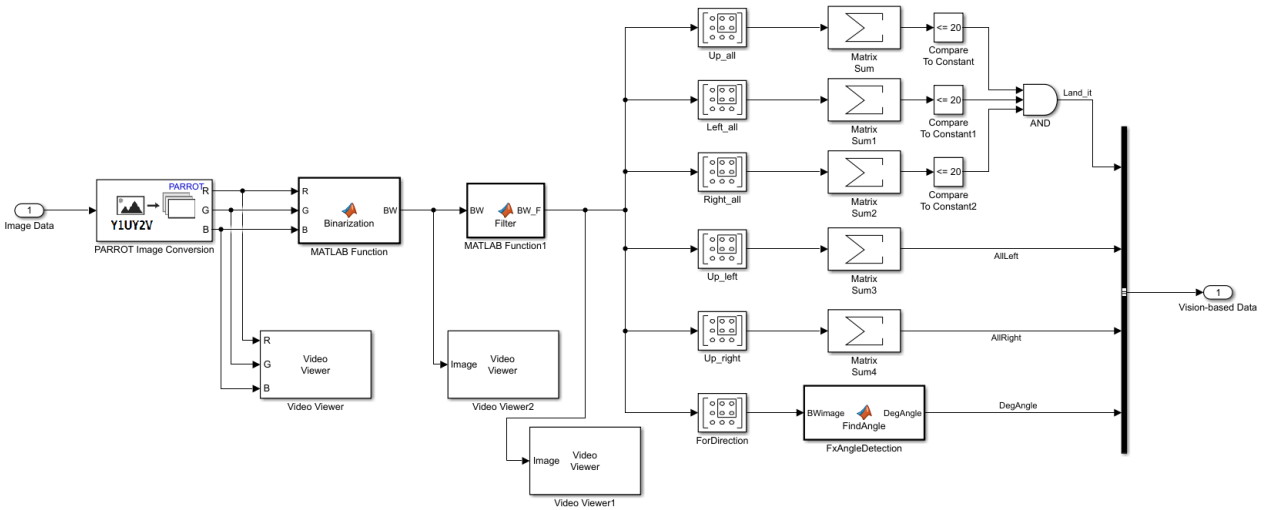 1
Image Data
PARROT
Y1UY2V
R
G
B
PARROT Image Conversion
R
G
B
Binarization
BW
MATLAB Function
BW
BW_F
Filter
MATLAB Function1
R
G
B
Video
Viewer
Video Viewer
Image
Video
Viewer
Video Viewer2
Image
Video
Viewer
Video Viewer1
Up_all
Matrix
Sum
<= 20
Compare
To Constant
Left_all
Matrix
Sum1
<= 20
Compare
To Constant1
Right_all
Matrix
Sum2
<= 20
Compare
To Constant2
AND
Land_it
Up_left
Matrix
Sum3
AllLeft
Up_right
Matrix
Sum4
AllRight
ForDirection
BWimage
DegAngle
FindAngle
FxAngleDetection
DegAngle
1
Vision-based Data